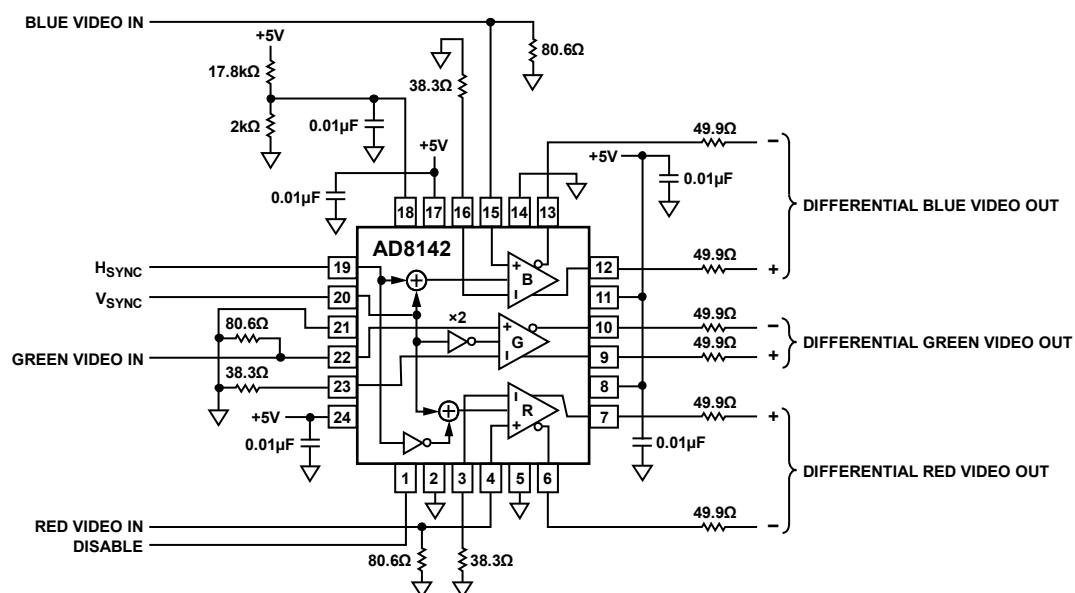 BLUE VIDEO IN
+5V
80.6Ω
17.8kΩ
38.3Ω
2kΩ
0.01µF
49.9Ω
−
+5V
+5V
0.01µF
0.01µF
DIFFERENTIAL BLUE VIDEO OUT
18
17
16
15
14
13
AD8142
HSYNC
19
B
12
49.9Ω
+
VSYNC
20
11
21
×2
10
49.9Ω
−
80.6Ω
G
DIFFERENTIAL GREEN VIDEO OUT
GREEN VIDEO IN
22
9
49.9Ω
+
38.3Ω
23
8
+5V
24
R
7
49.9Ω
+
0.01µF
0.01µF
DIFFERENTIAL RED VIDEO OUT
1
2
3
4
5
6
RED VIDEO IN
49.9Ω
−
DISABLE
80.6Ω
38.3Ω